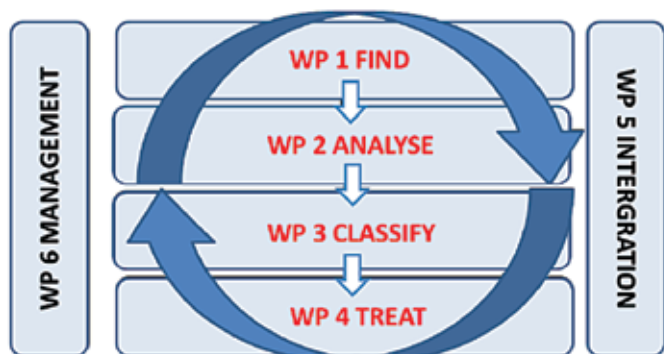 WP 6 MANAGEMENT
WP 1 FIND
WP 2 ANALYSE
WP 3 CLASSIFY
WP 4 TREAT
WP 5 INTERGRATION